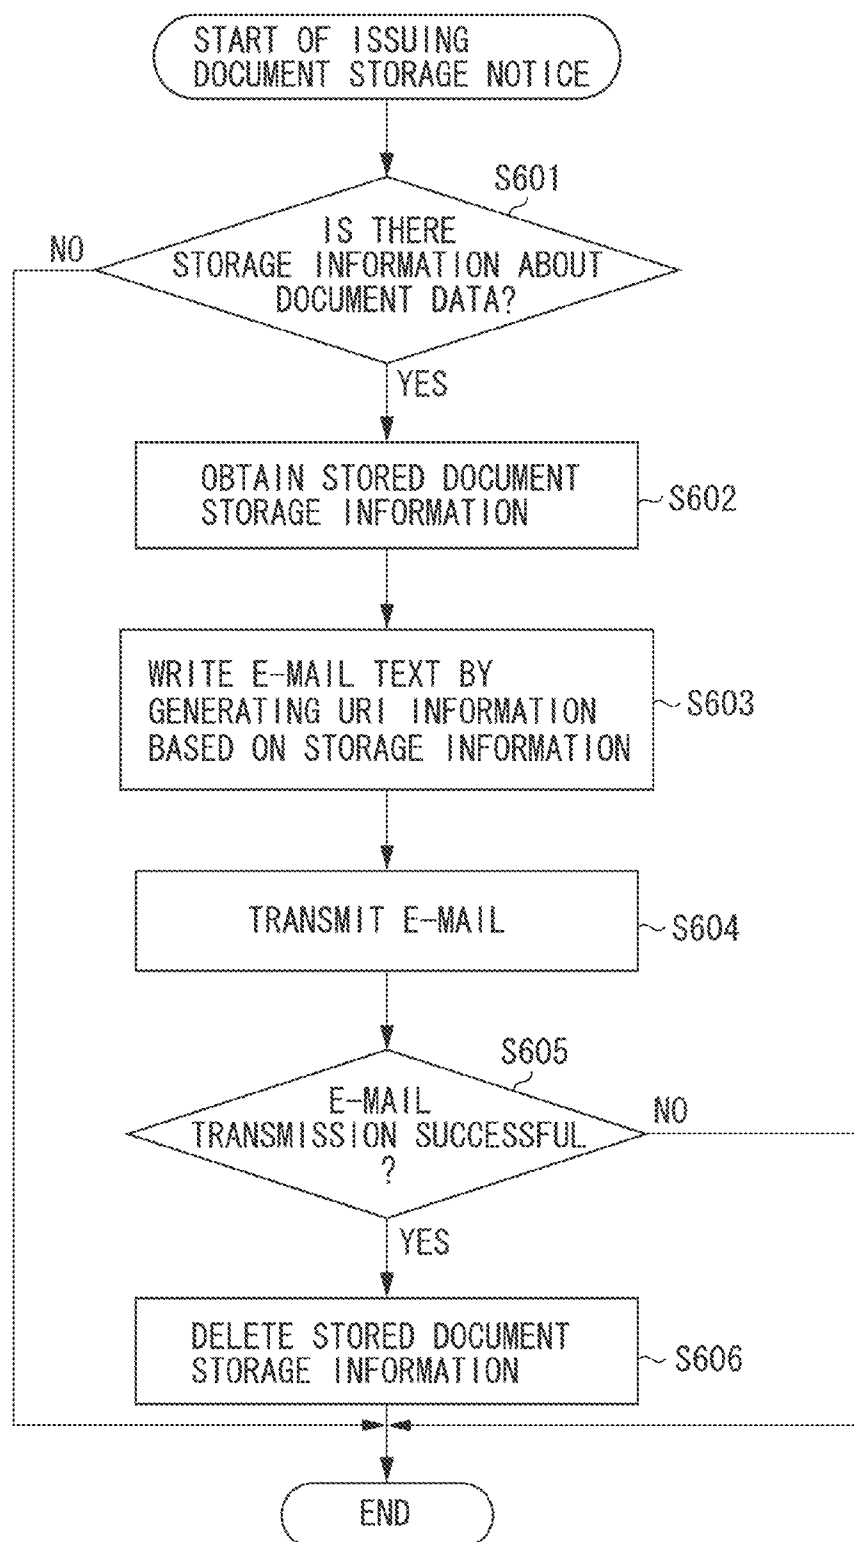 START OF ISSUING
DOCUMENT STORAGE NOTICE
S601
IS THERE
STORAGE INFORMATION ABOUT
DOCUMENT DATA?
NO
YES
OBTAIN STORED DOCUMENT
STORAGE INFORMATION
S602
WRITE E-MAIL TEXT BY
GENERATING URI INFORMATION
BASED ON STORAGE INFORMATION
S603
TRANSMIT E-MAIL
S604
S605
E-MAIL
TRANSMISSION SUCCESSFUL
?
NO
YES
DELETE STORED DOCUMENT
STORAGE INFORMATION
S606
END